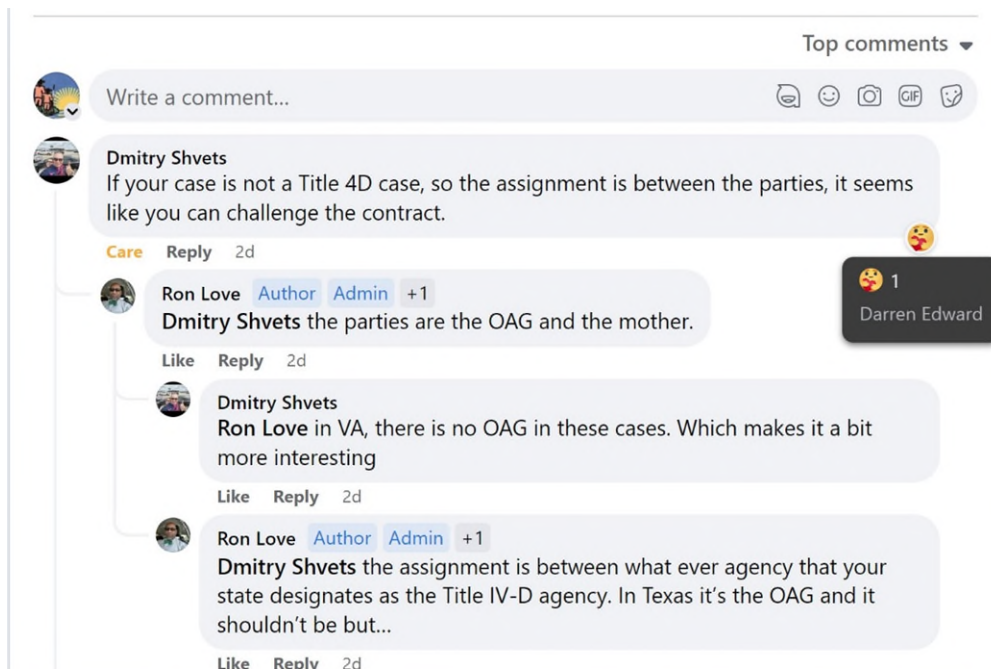 Top comments
Write a comment...
GIF
Dmitry Shvets
If your case is not a Title 4D case, so the assignment is between the parties, it seems
like you can challenge the contract.
Care Reply 2d
1
Darren Edward
Ron Love Author Admin +1
Dmitry Shvets the parties are the OAG and the mother.
Like Reply 2d
Dmitry Shvets
Ron Love in VA, there is no OAG in these cases. Which makes it a bit
more interesting
Like Reply 2d
Ron Love Author Admin +1
Dmitry Shvets the assignment is between what ever agency that your
state designates as the Title IV-D agency. In Texas it's the OAG and it
shouldn't be but...
Like Reply 2d